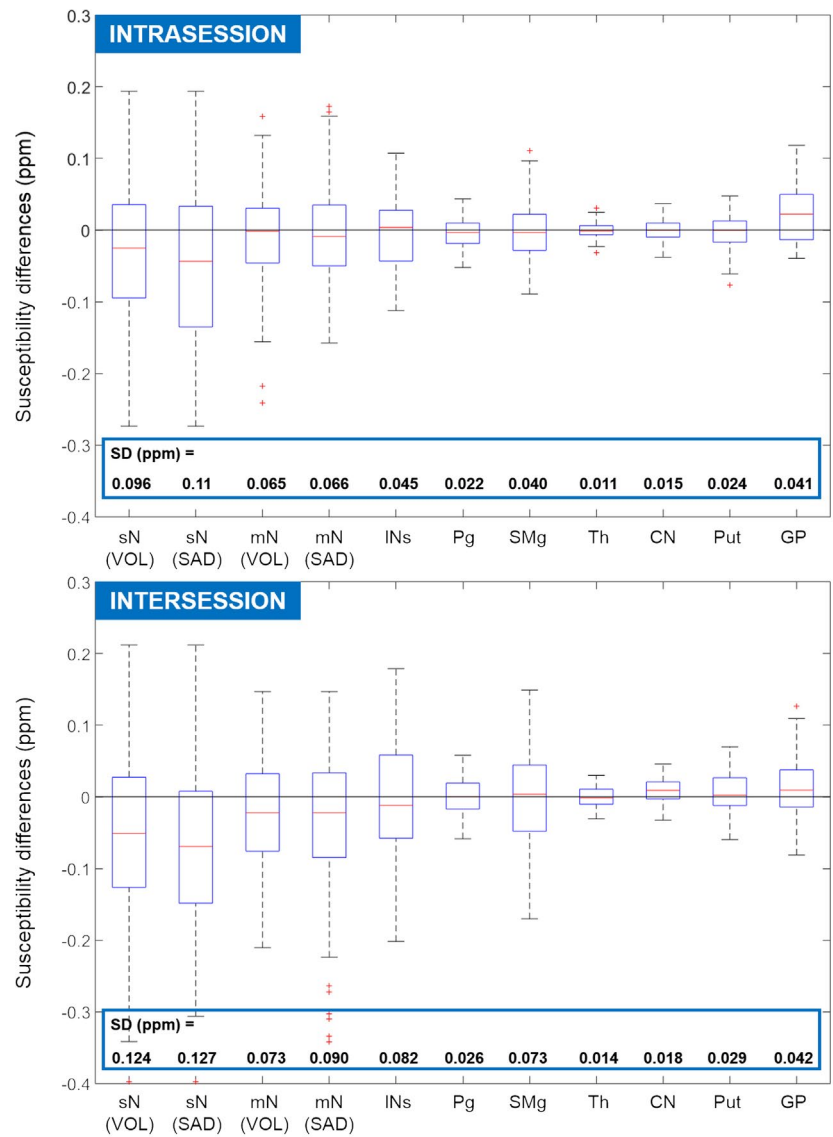 INTRASESSION
Susceptibility differences (ppm)
0.3
0.2
0.1
0
-0.1
-0.2
-0.3
-0.4
SD (ppm) =
0.096 0.11 0.065 0.066 0.045 0.022 0.040 0.011 0.015 0.024 0.041
sN mN sN mN INs Pg SMg Th CN Put GP
(VOL) (SAD) (VOL) (SAD)
INTERSESSION
Susceptibility differences (ppm)
0.3
0.2
0.1
0
-0.1
-0.2
-0.3
-0.4
SD (ppm) =
0.124 0.127 0.073 0.090 0.082 0.026 0.073 0.014 0.018 0.029 0.042
sN sN mN mN INs Pg SMg Th CN Put GP
(VOL) (SAD) (VOL) (SAD)